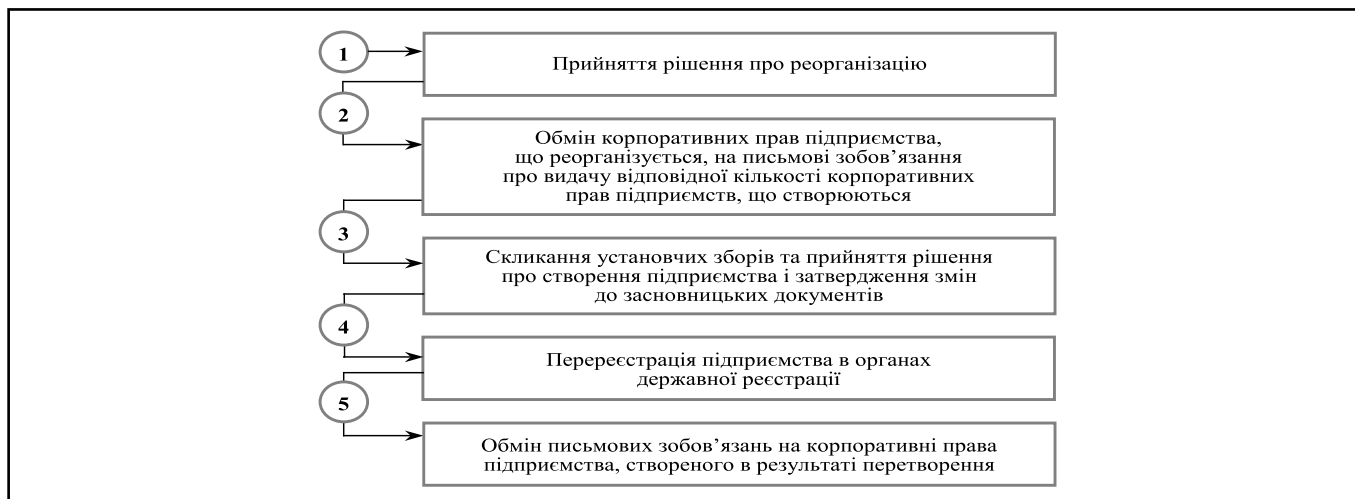 1
Прийняття рішення про реорганізацію
2
Обмін корпоративних прав підприємства,
що реорганізується, на письмові зобов’язання
про видачу відповідної кількості корпоративних
прав підприємств, що створюються
3
Скликання установчих зборів та прийняття рішення
про створення підприємства і затвердження змін
до засновницьких документів
4
Перереєстрація підприємства в органах
державної реєстрації
5
Обмін письмових зобов’язань на корпоративні права
підприємства, створеного в результаті перетворення